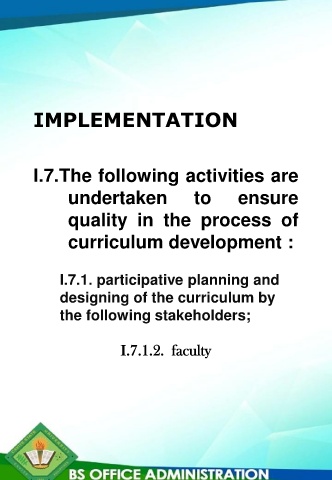 IMPLEMENTATION
I.7.The following activities are
undertaken to ensure
quality in the process of
curriculum development :
I.7.1. participative planning and
designing of the curriculum by
the following stakeholders;
I.7.1.2. faculty
BS OFFICE ADMINISTRATION